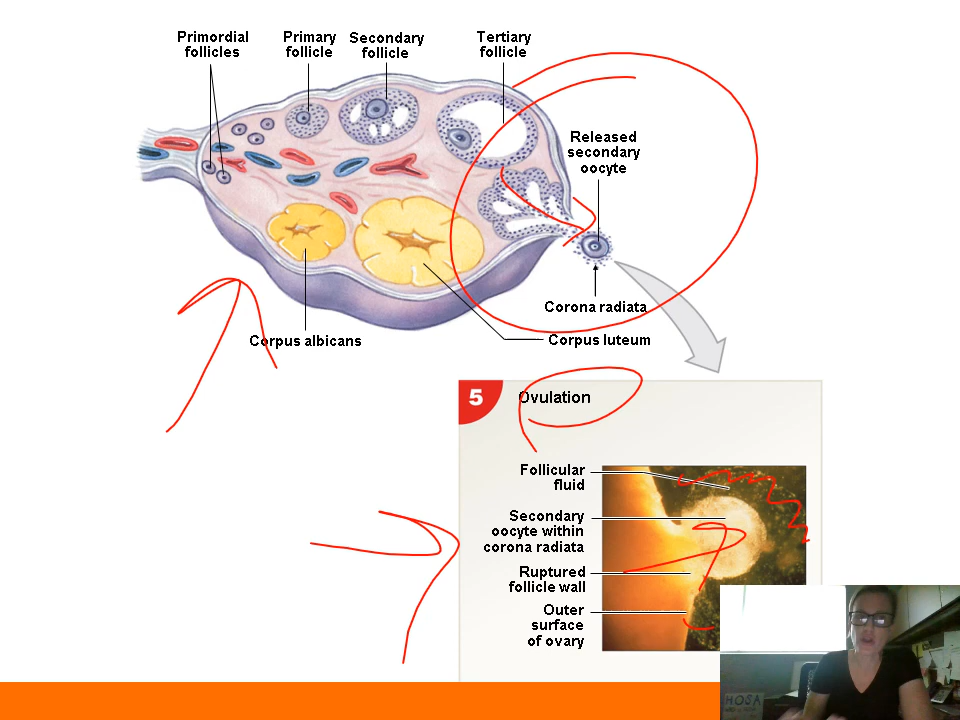 Primordial
follicles
Primary
follicle
Secondary
follicle
Tertiary
follicle
Released
secondary
oocyte
Corona radiata
Corpus albicans
Corpus luteum
5
Ovulation
Follicular
fluid
Secondary
oocyte within
corona radiata
Ruptured
follicle wall
Outer
surface
of ovary
HOSA